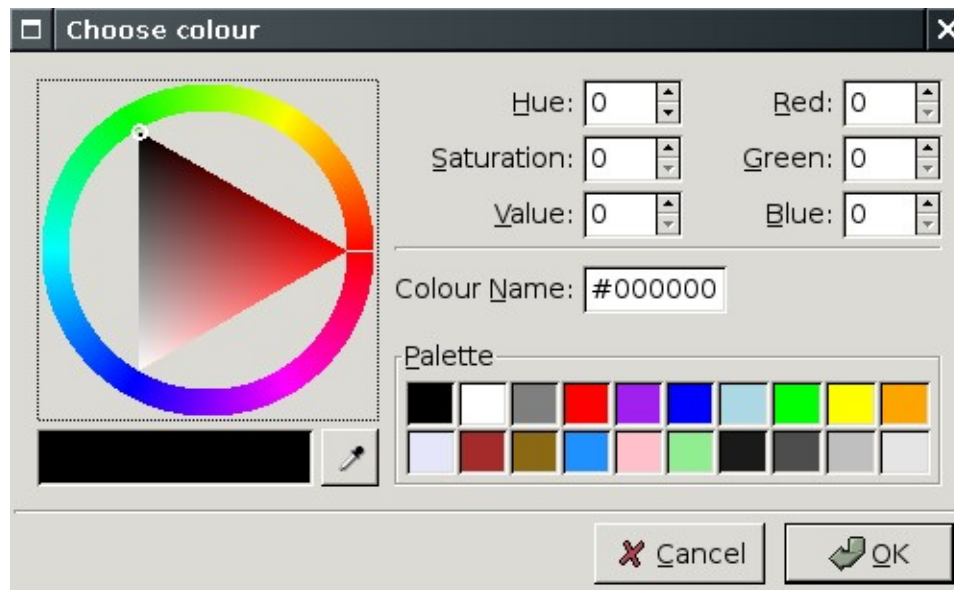 Choose colour
Hue: 0 Red: 0
Saturation: 0 Green: 0
Value: 0 Blue: 0
Colour Name: #000000
Palette
Cancel OK